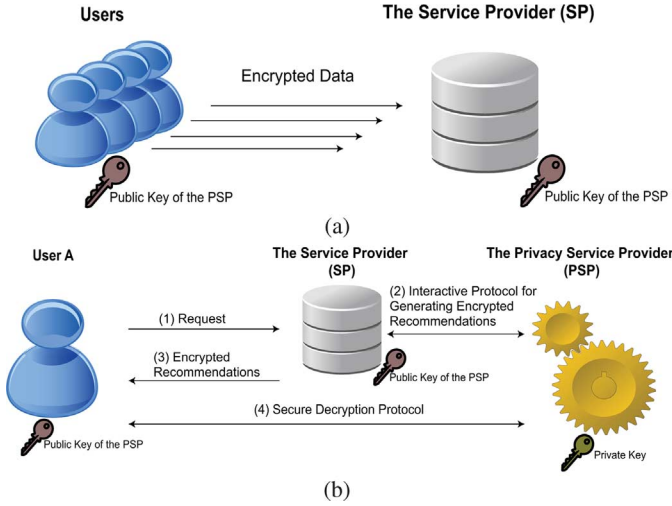 Users
The Service Provider (SP)
Encrypted Data
Public Key of the PSP
Public Key of the PSP
(a)
User A
The Service Provider
(SP)
The Privacy Service Provider
(PSP)
(1) Request
(2) Interactive Protocol for
Generating Encrypted
Recommendations
(3) Encrypted
Recommendations
Public Key of the PSP
(4) Secure Decryption Protocol
Public Key of the PSP
Private Key
(b)